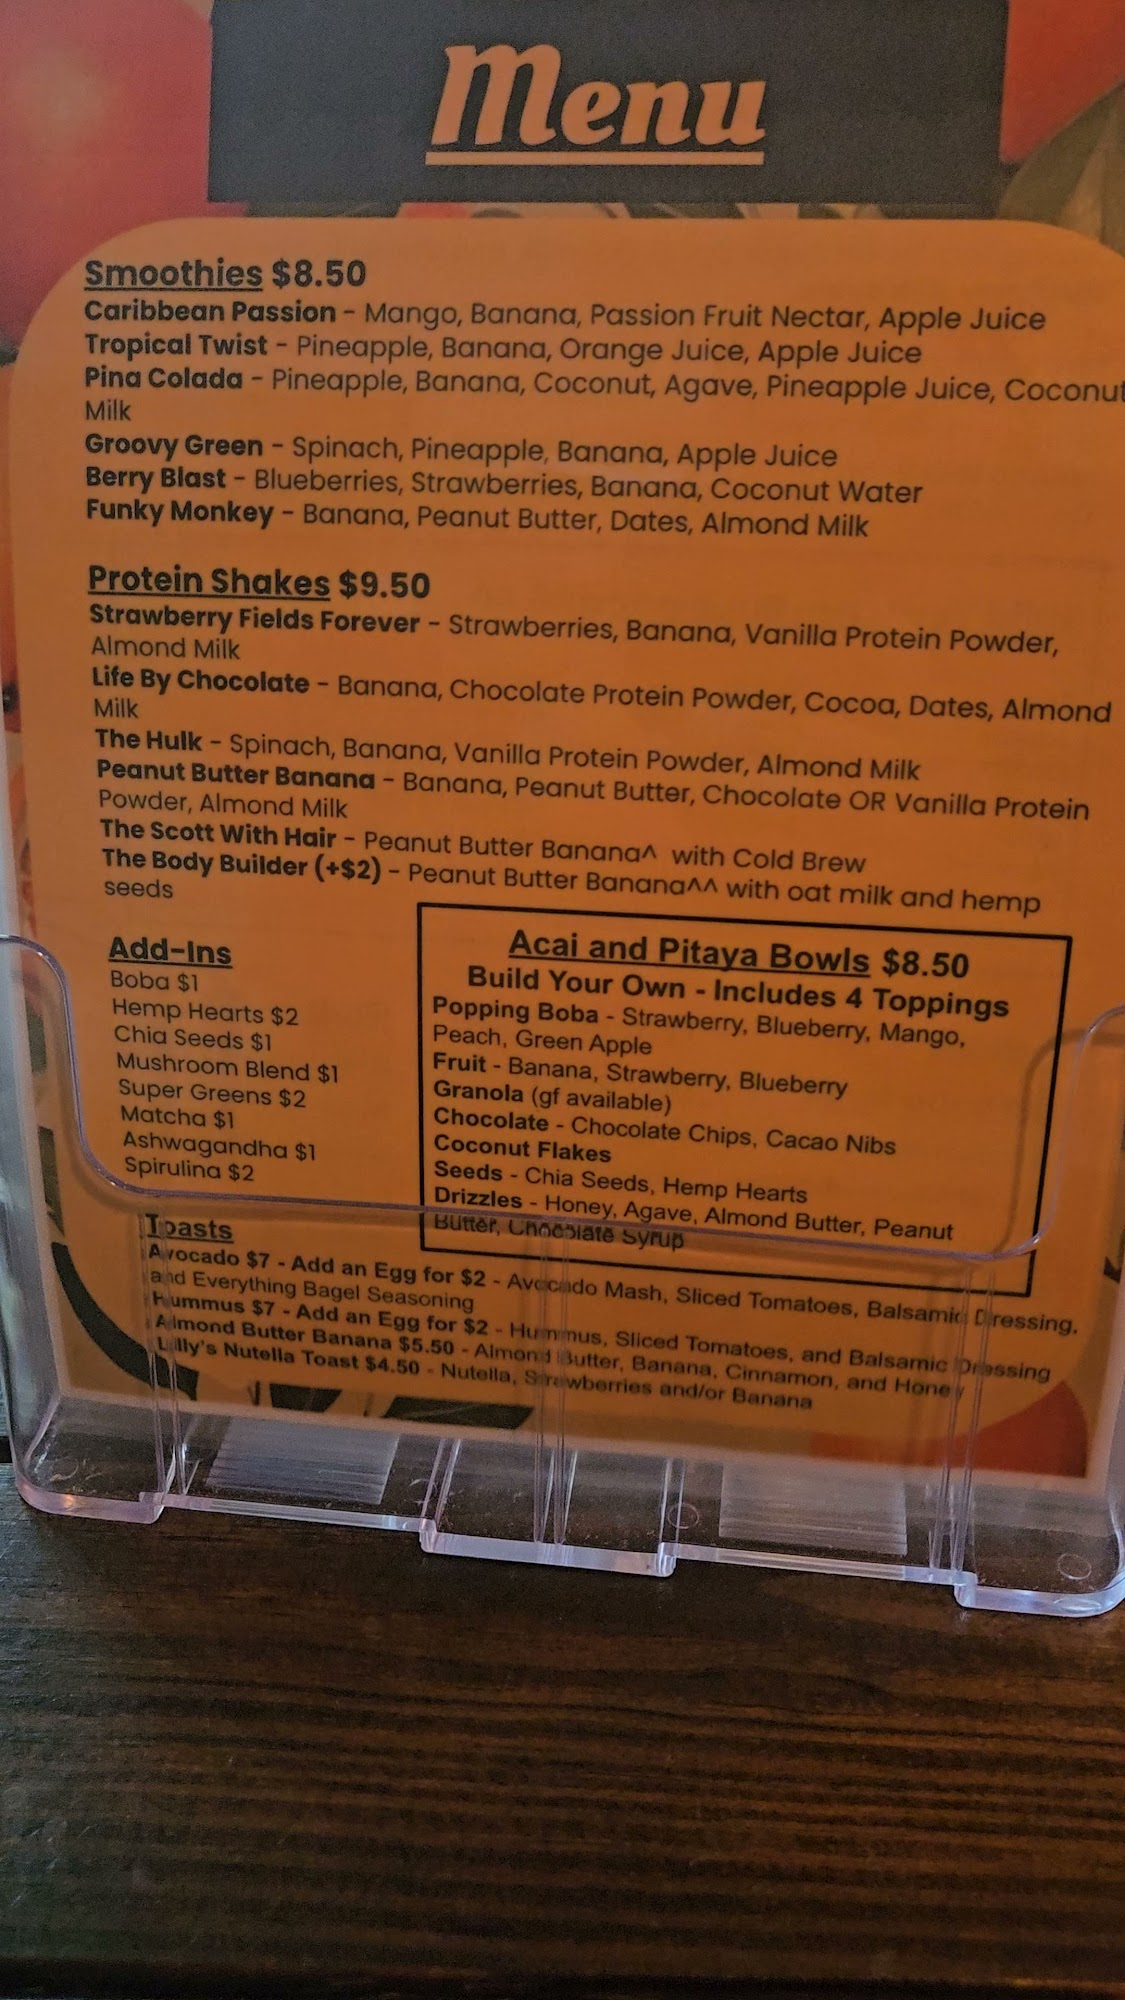 Menu
Smoothies $8.50
Caribbean Passion - Mango, Banana, Passion Fruit Nectar, Apple Juice
Tropical Twist - Pineapple, Banana, Orange Juice, Apple Juice
Pina Colada - Pineapple, Banana, Coconut, Agave, Pineapple Juice, Coconut
Milk
Groovy Green - Spinach, Pineapple, Banana, Apple Juice
Berry Blast - Blueberries, Strawberries, Banana, Coconut Water
Funky Monkey - Banana, Peanut Butter, Dates, Almond Milk
Protein Shakes $9.50
Strawberry Fields Forever - Strawberries, Banana, Vanilla Protein Powder,
Almond Milk
Life By Chocolate - Banana, Chocolate Protein Powder, Cocoa, Dates, Almond
Milk
The Hulk - Spinach, Banana, Vanilla Protein Powder, Almond Milk
Peanut Butter Banana - Banana, Peanut Butter, Chocolate OR Vanilla Protein
Powder, Almond Milk
The Scott With Hair - Peanut Butter Banana^ with Cold Brew
The Body Builder (+$2) - Peanut Butter Banana^^ with oat milk and hemp
seeds
Add-Ins
Boba $1
Hemp Hearts $2
Chia Seeds $1
Mushroom Blend $1
Super Greens $2
Matcha $1
Ashwagandha $1
Spirulina $2
Acai and Pitaya Bowls $8.50
Build Your Own - Includes 4 Toppings
Popping Boba - Strawberry, Blueberry, Mango,
Peach, Green Apple
Fruit - Banana, Strawberry, Blueberry
Granola (gf available)
Chocolate - Chocolate Chips, Cacao Nibs
Coconut Flakes
Seeds - Chia Seeds, Hemp Hearts
Drizzles - Honey, Agave, Almond Butter, Peanut
Butter, Chocolate Syrup
Toasts
Avocado $7 - Add an Egg for $2 - Avocado Mash, Sliced Tomatoes, Balsamic Dressing,
and Everything Bagel Seasoning
Hummus $7 - Add an Egg for $2 - Hummus, Sliced Tomatoes, and Balsamic Dressing
Almond Butter Banana $5.50 - Almond Butter, Banana, Cinnamon, and Honey
Lilly's Nutella Toast $4.50 - Nutella, Strawberries and/or Banana